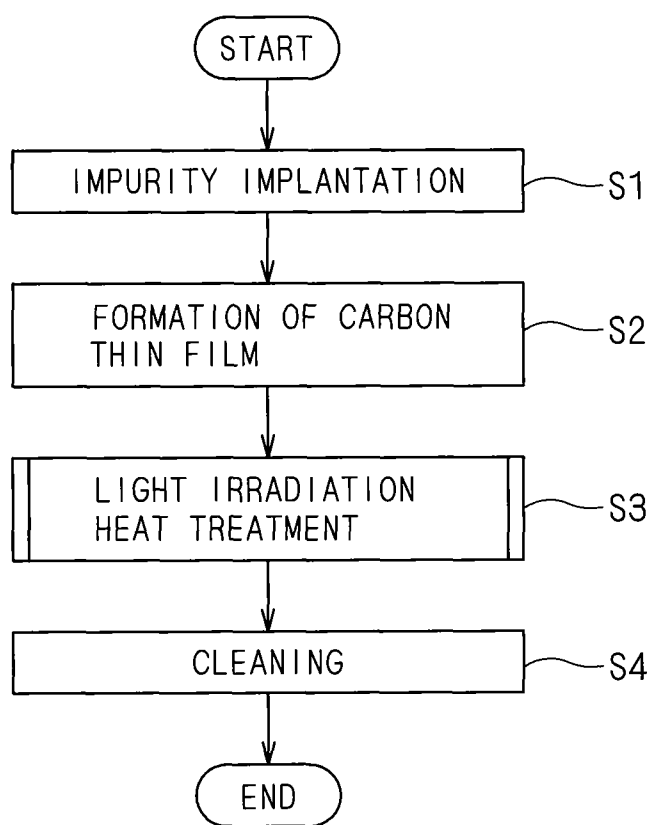 START
IMPURITY IMPLANTATION
S1
FORMATION OF CARBON
THIN FILM
S2
LIGHT IRRADIATION
HEAT TREATMENT
S3
CLEANING
S4
END